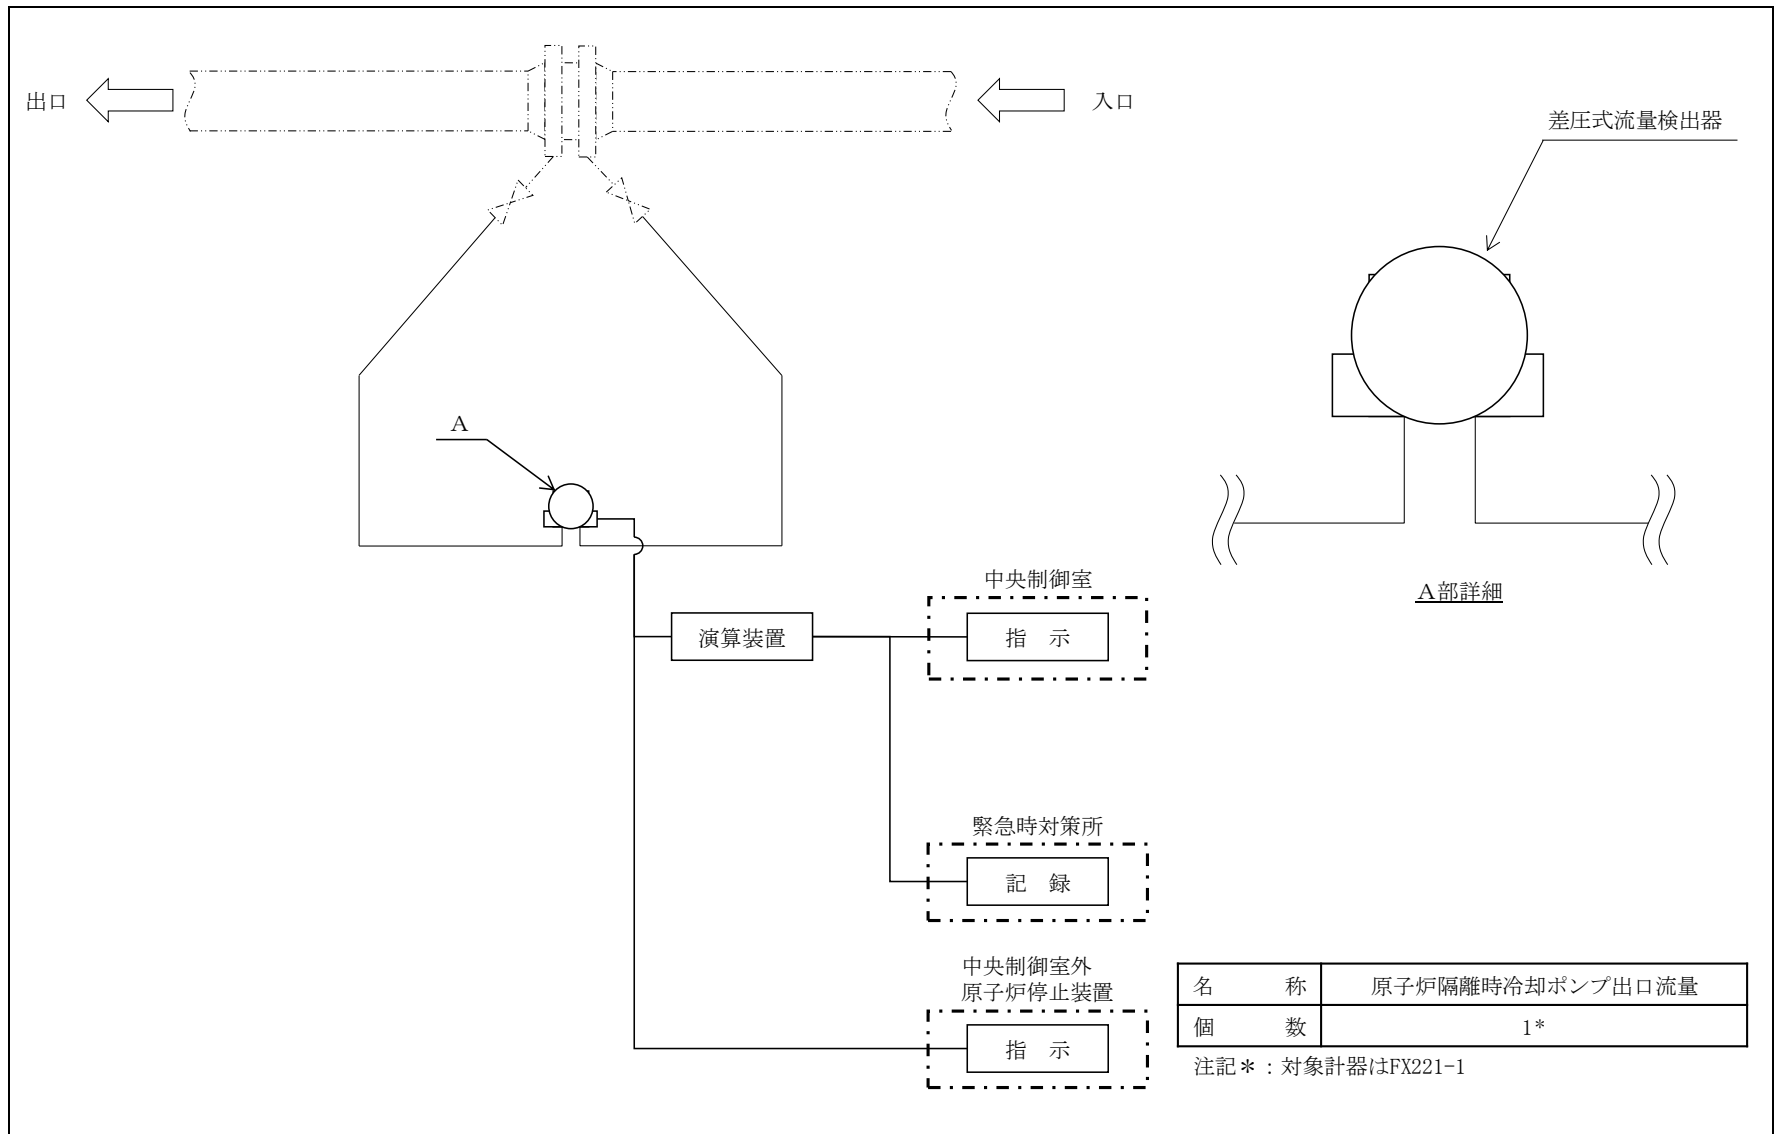 出口
入口
差圧式流量検出器
A
A部詳細
中央制御室
演算装置
指 示
緊急時対策所
記 録
中央制御室外
原子炉停止装置
指 示
名 称 原子炉隔離時冷却ポンプ出口流量
個 数 1*
注記*:対象計器はFX221-1